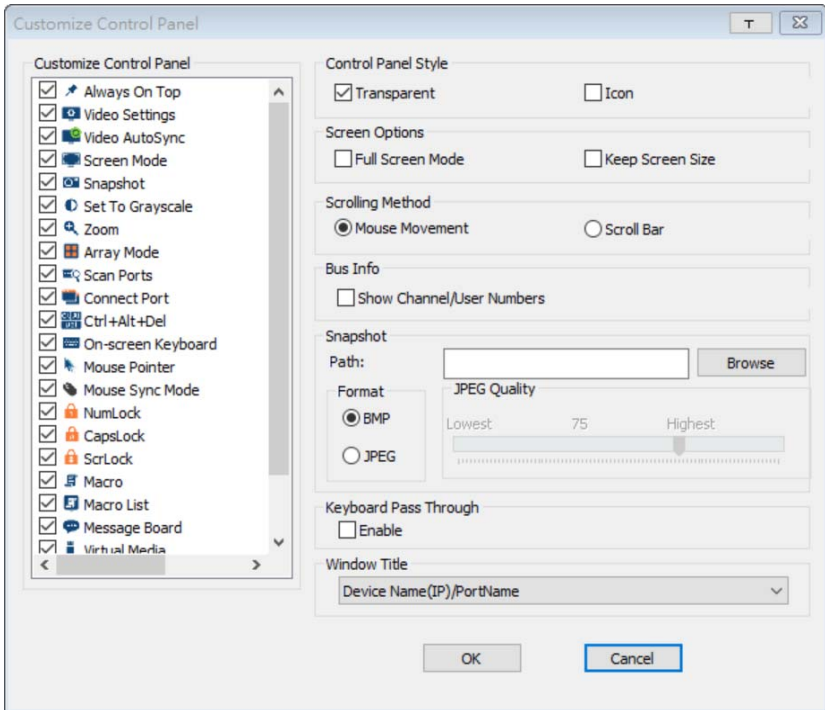 Customize Control Panel
T
Customize Control Panel
Always On Top
Video Settings
Video AutoSync
Screen Mode
Snapshot
Set To Grayscale
Zoom
Array Mode
Scan Ports
Connect Port
Ctrl+Alt+Del
On-screen Keyboard
Mouse Pointer
Mouse Sync Mode
NumLock
CapsLock
ScrLock
Macro
Macro List
Message Board
Virtual Media
Control Panel Style
Transparent Icon
Screen Options
Full Screen Mode Keep Screen Size
Scrolling Method
Mouse Movement Scroll Bar
Bus Info
Show Channel/User Numbers
Snapshot
Path: Browse
Format
BMP
JPEG
JPEG Quality
Lowest 75 Highest
Keyboard Pass Through
Enable
Window Title
Device Name(IP)/PortName
OK Cancel